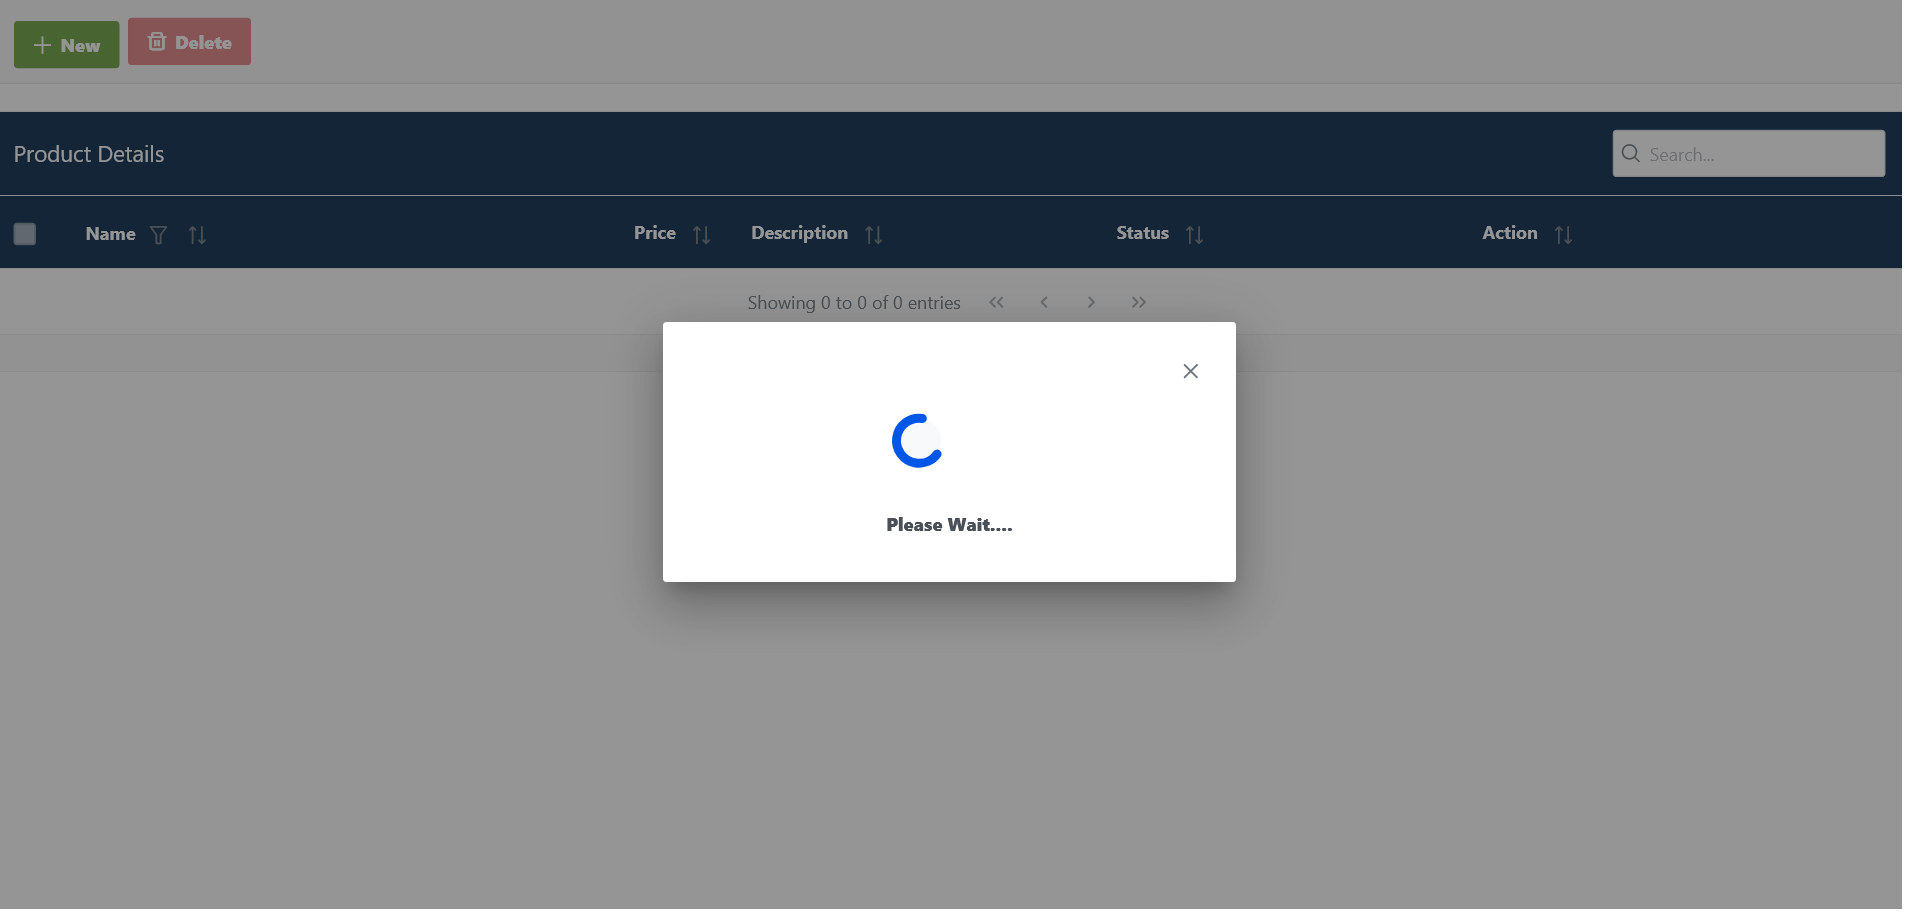 New
Delete
Product Details
Search...
Name
Price
Description
Status
Action
Showing 0 to 0 of 0 entries
Please Wait....